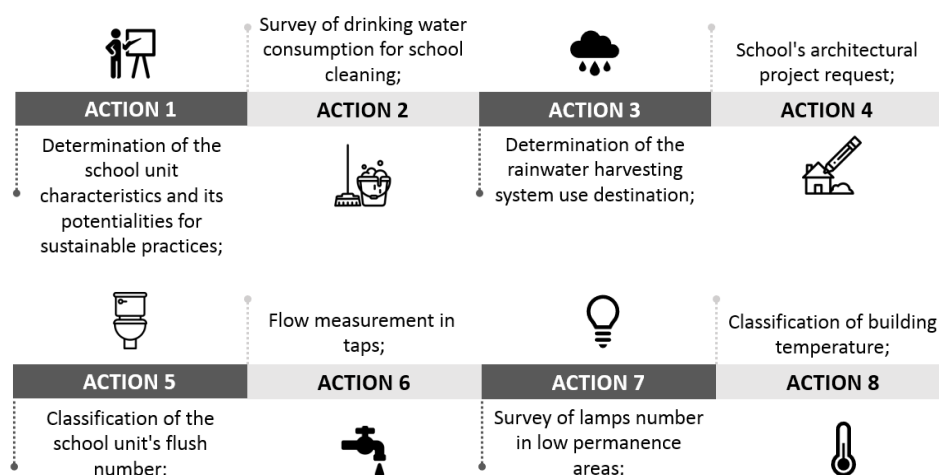 Survey of drinking water
consumption for school
cleaning;
School's architectural
project request;
ACTION 1
ACTION 2
ACTION 3
ACTION 4
Determination of the
school unit
characteristics and its
potentialities for
sustainable practices;
Determination of the
rainwater harvesting
system use destination;
Flow measurement in
taps;
Classification of building
temperature;
ACTION 5
ACTION 6
ACTION 7
ACTION 8
Classification of the
school unit's flush
number;
Survey of lamps number
in low permanence
areas;